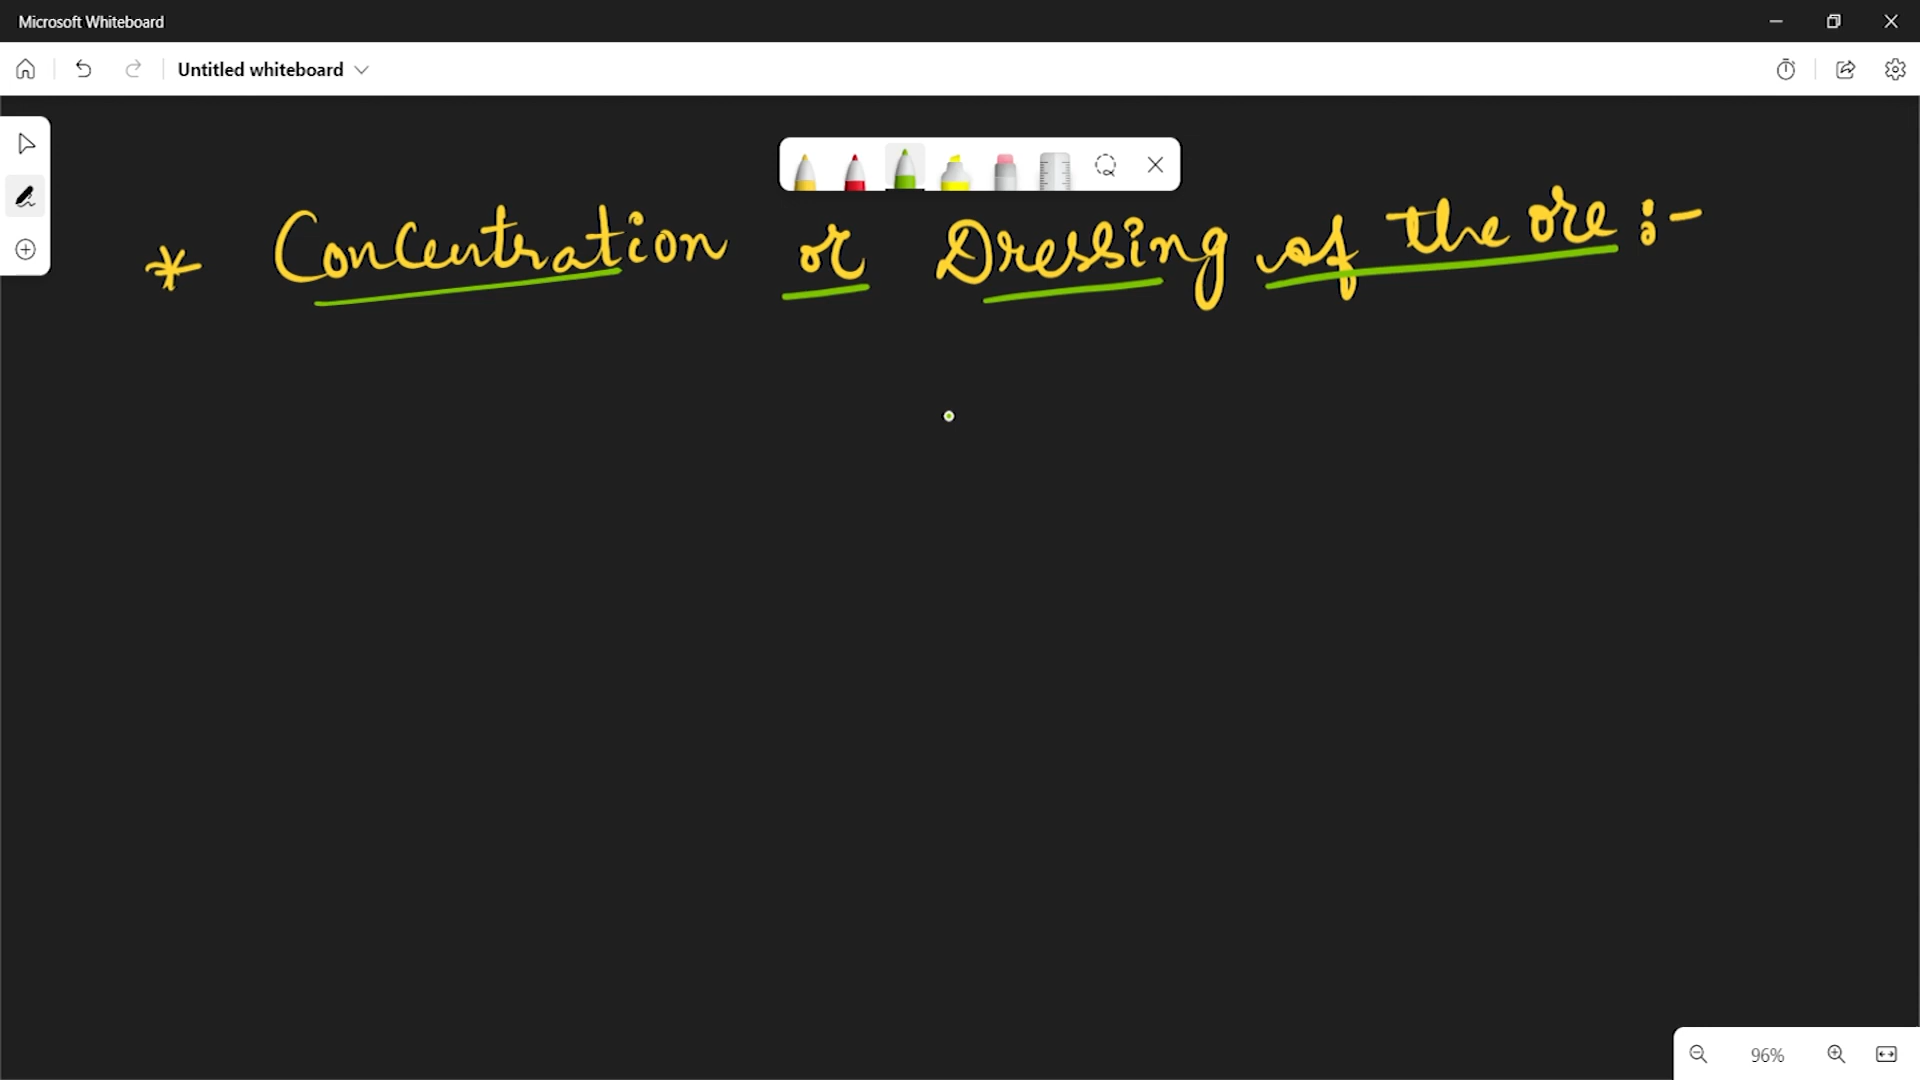 Microsoft Whiteboard
Untitled whiteboard
* Concentration or Dressing of the ore :-
96%